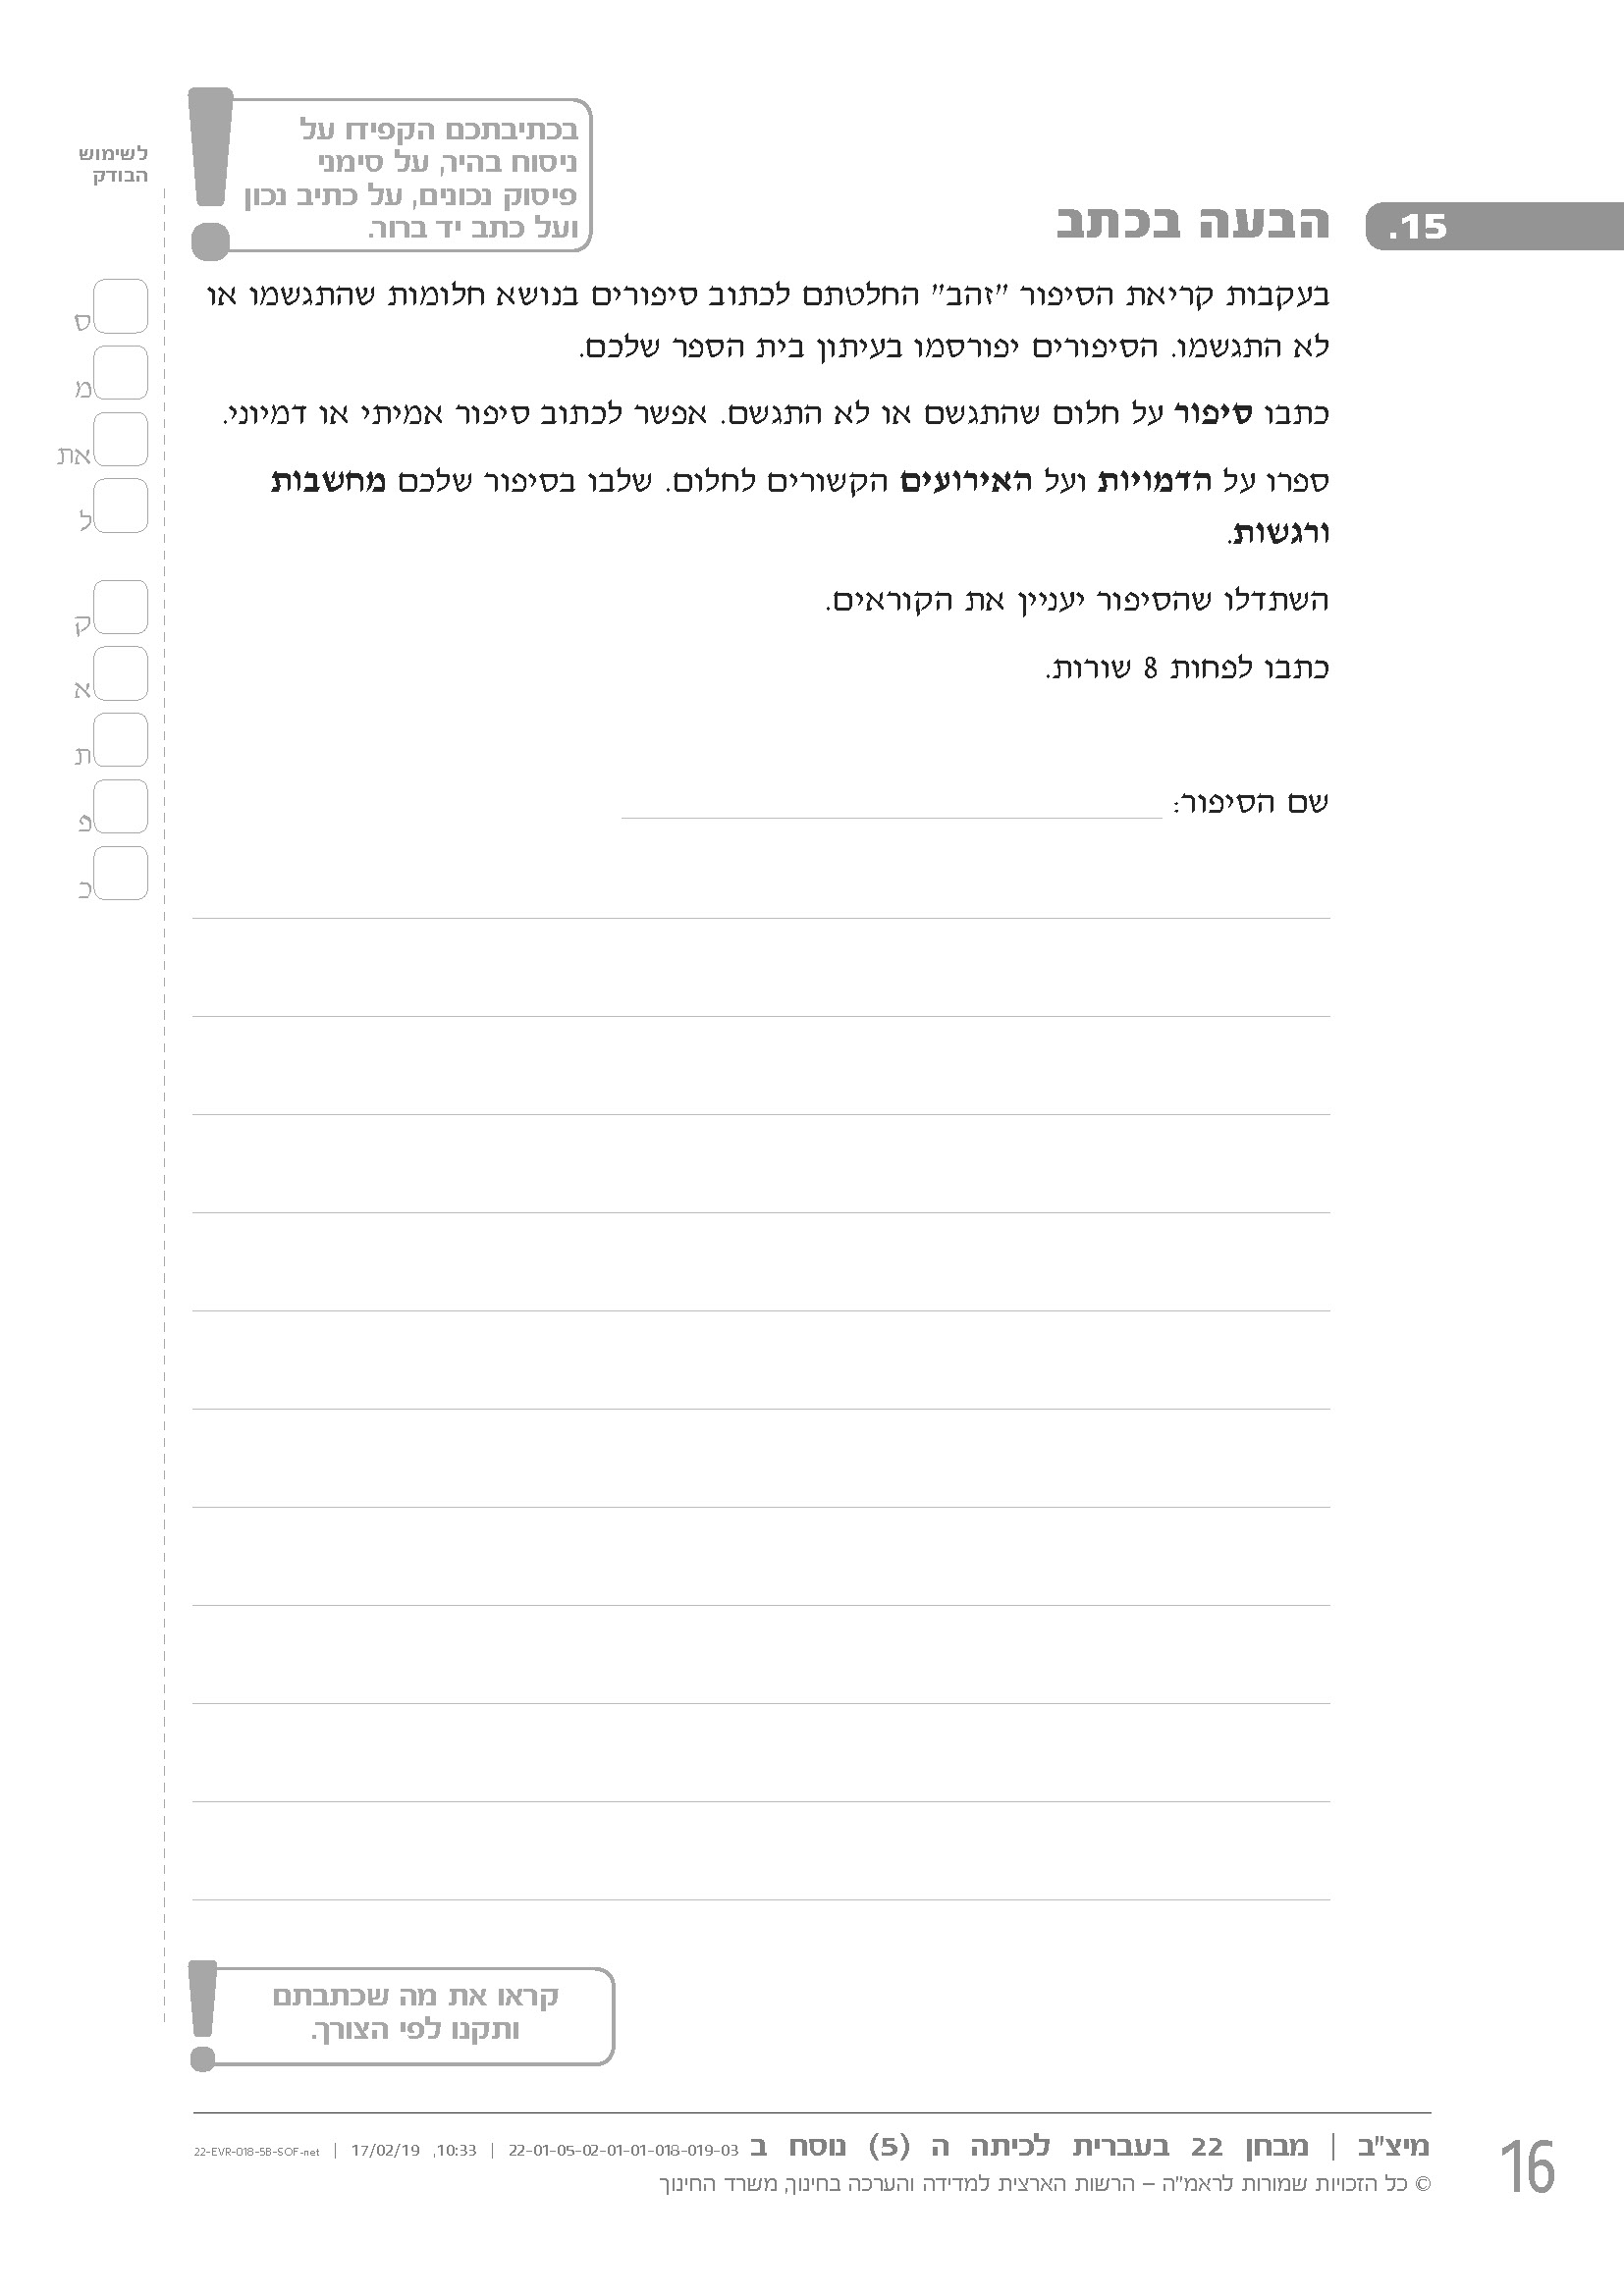 בכתיבתכם הקפידו על
ניסוח בהיר, על סימני
פיסוק נכונים, על כתיב נכון
ועל כתב יד ברור.
לשימוש
הבודק
15.
הבעה בכתב
בעקבות קריאת הסיפור "זהב" החלטתם לכתוב סיפורים בנושא חלומות שהתגשמו או
לא התגשמו. הסיפורים יפורסמו בעיתון בית הספר שלכם.
כתבו סיפור על חלום שהתגשם או לא התגשם. אפשר לכתוב סיפור אמיתי או דמיוני.
ספרו על הדמויות ועל האירועים הקשורים לחלום. שלבו בסיפור שלכם מחשבות
ורגשות.
השתדלו שהסיפור יעניין את הקוראים.
כתבו לפחות 8 שורות.
שם הסיפור:
ס
מ
את
ל
ק
א
ת
פ
כ
קראו את מה שכתבתם
ותקנו לפי הצורך.
מיצ"ב | מבחן 22 בעברית לכיתה ה (5) נוסח ב 22-01-05-02-01-01-018-019-03 | 10:33, 17/02/19 | 22-EVR-018-5B-SOF-net
© כל הזכויות שמורות לראמ"ה – הרשות הארצית למדידה והערכה בחינוך, משרד החינוך
16